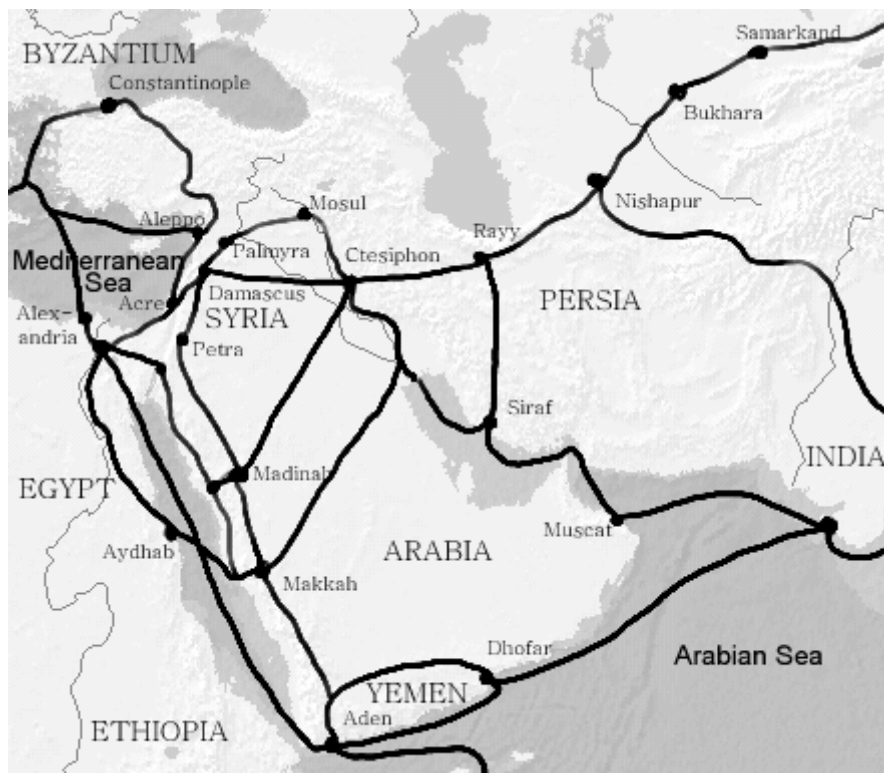 Samarkand
BYZANTIUM
Constantinople
Bukhara
Nishapur
Mosul
Aleppo
Rayy
Palmyra
Ctesiphon
Mediterranean
Sea
Acre
Damascus
PERSIA
Alex-
andria
SYRIA
Petra
Siraf
INDIA
Madinah
EGYPT
Muscat
Aydhab
ARABIA
Makkah
Dhofar
Arabian Sea
YEMEN
Aden
ETHIOPIA